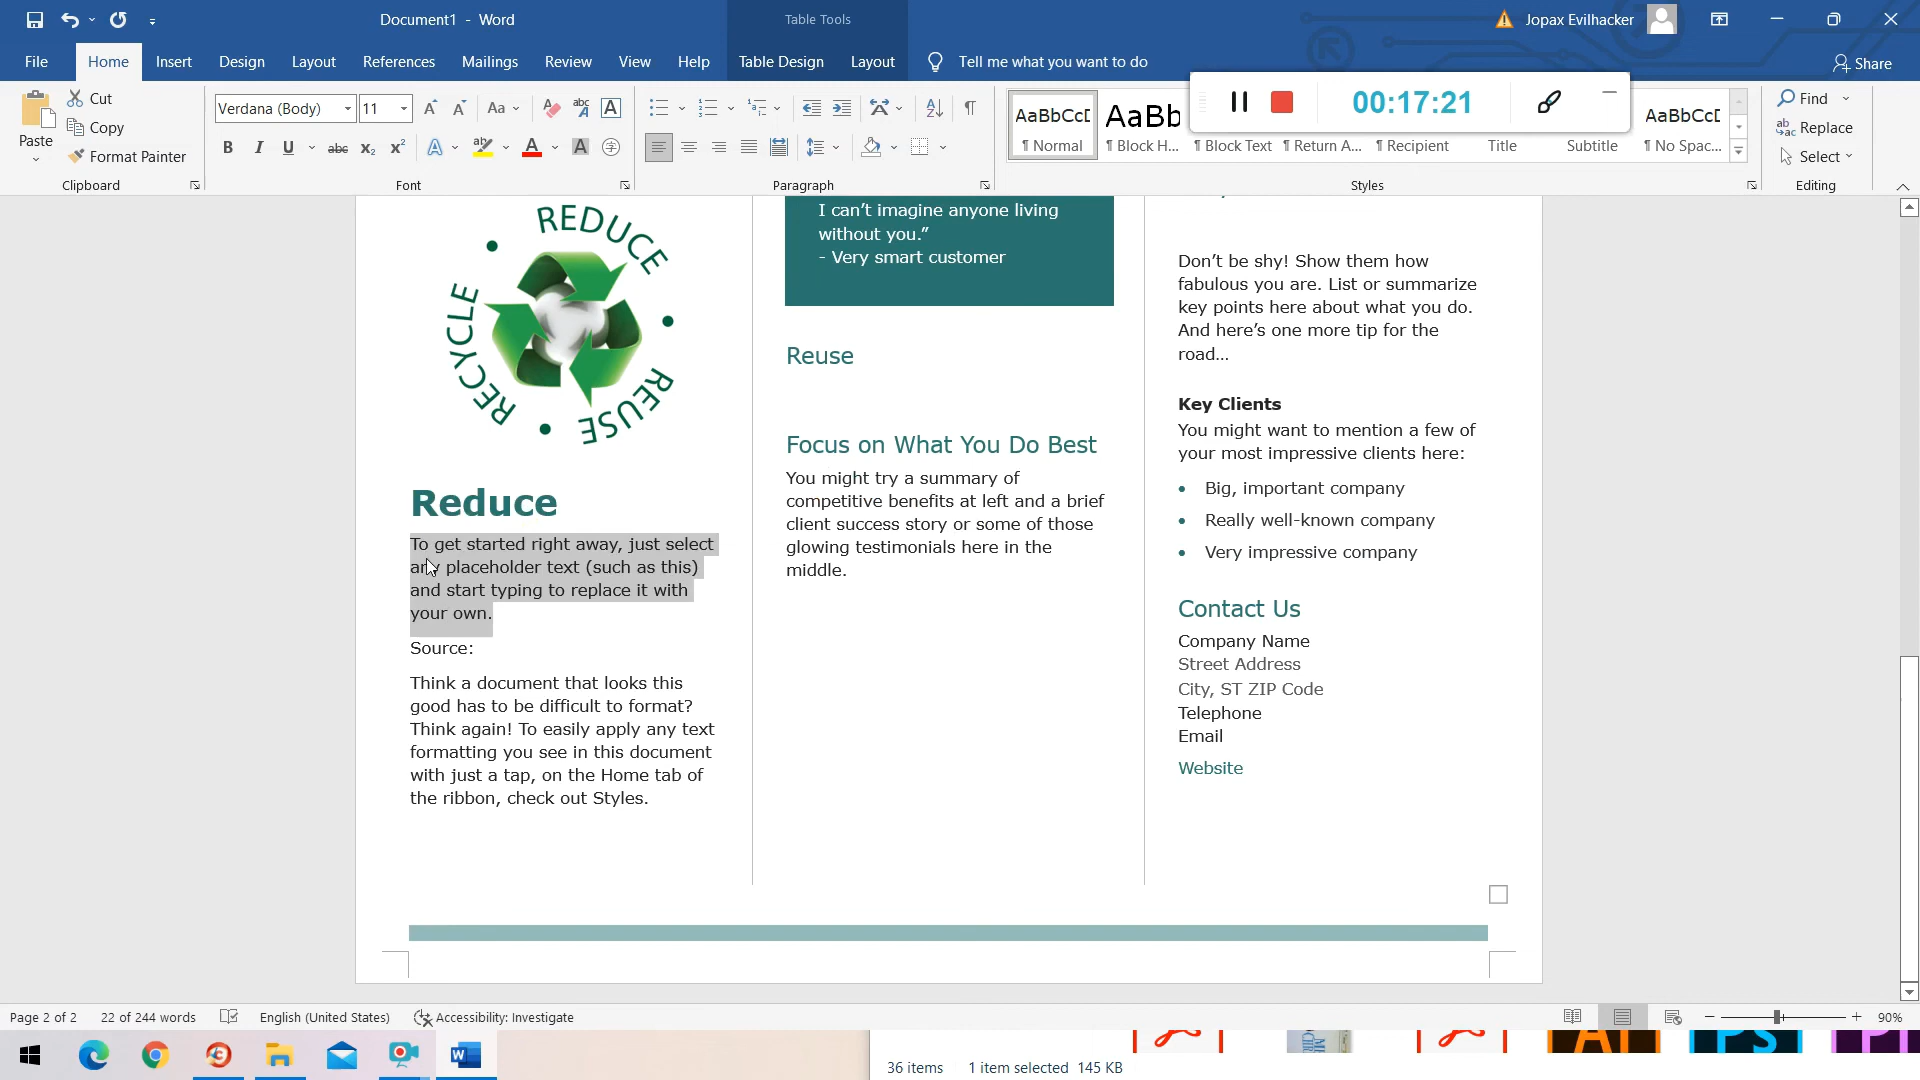 Document1 - Word
Table Tools
Jopax Evilhacker
File
Home
Insert
Design
Layout
References
Mailings
Review
View
Help
Table Design
Layout
Tell me what you want to do
Share
Paste
Cut
Copy
Format Painter
Clipboard
Verdana (Body)
11
Font
Paragraph
AaBbCcD
¶ Normal
AaBb
¶ Block H...
¶ Block Text
¶ Return A...
¶ Recipient
Title
Subtitle
AaBbCcD
¶ No Spac...
Styles
00:17:21
Find
Replace
Select
Editing
REDUCE
REUSE
RECYCLE
Reduce
To get started right away, just select
any placeholder text (such as this)
and start typing to replace it with
your own.
Source:
Think a document that looks this
good has to be difficult to format?
Think again! To easily apply any text
formatting you see in this document
with just a tap, on the Home tab of
the ribbon, check out Styles.
I can’t imagine anyone living
without you.”
- Very smart customer
Reuse
Focus on What You Do Best
You might try a summary of
competitive benefits at left and a brief
client success story or some of those
glowing testimonials here in the
middle.
Don’t be shy! Show them how
fabulous you are. List or summarize
key points here about what you do.
And here’s one more tip for the
road…
Key Clients
You might want to mention a few of
your most impressive clients here:
• Big, important company
• Really well-known company
• Very impressive company
Contact Us
Company Name
Street Address
City, ST ZIP Code
Telephone
Email
Website
Page 2 of 2
22 of 244 words
English (United States)
Accessibility: Investigate
90%
36 items
1 item selected 145 KB